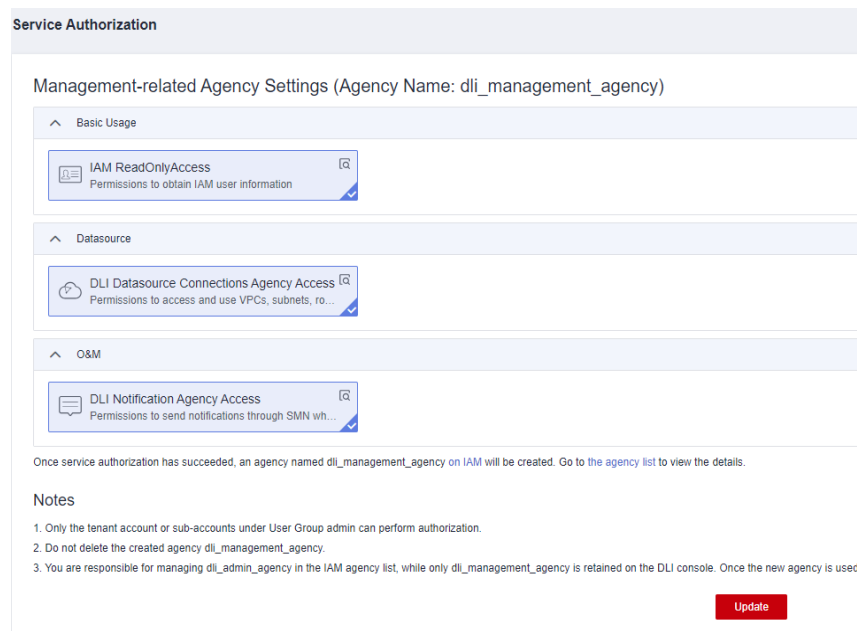 Service Authorization
Management-related Agency Settings (Agency Name: dli_management_agency)
Basic Usage
IAM ReadOnlyAccess
Permissions to obtain IAM user information
Datasource
DLI Datasource Connections Agency Access
Permissions to access and use VPCs, subnets, ro...
O&M
DLI Notification Agency Access
Permissions to send notifications through SMN wh...
Once service authorization has succeeded, an agency named dli_management_agency on IAM will be created. Go to the agency list to view the details.
Notes
1. Only the tenant account or sub-accounts under User Group admin can perform authorization.
2. Do not delete the created agency dli_management_agency.
3. You are responsible for managing dli_admin_agency in the IAM agency list, while only dli_management_agency is retained on the DLI console. Once the new agency is used
Update